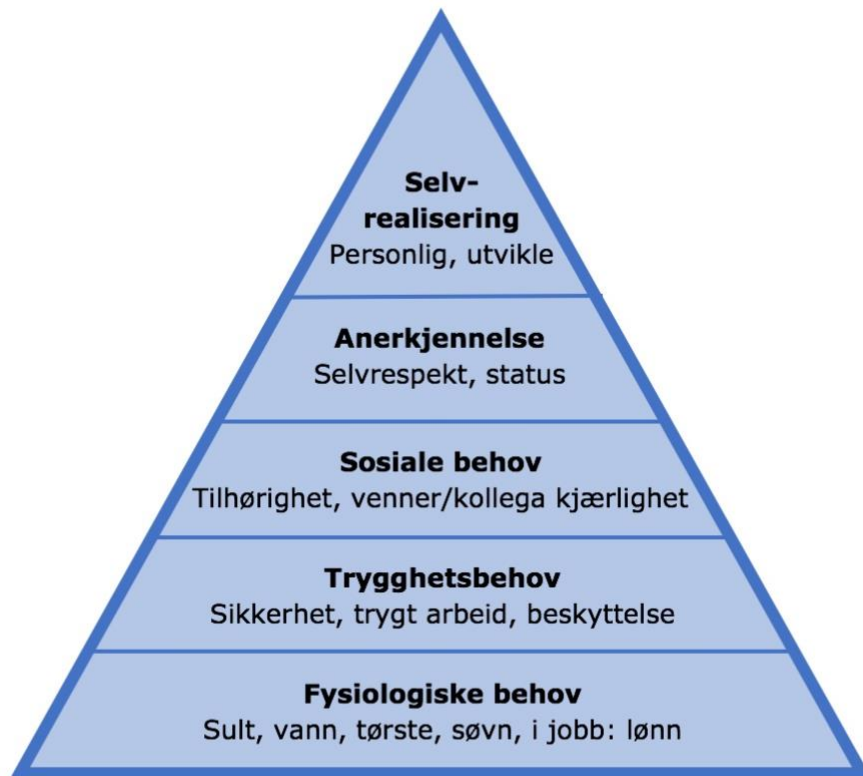 Selv-
realisering
Personlig, utvikle
Anerkjennelse
Selvrespekt, status
Sosiale behov
Tilhørighet, venner/kollega kjærlighet
Trygghetsbehov
Sikkerhet, trygt arbeid, beskyttelse
Fysiologiske behov
Sult, vann, tørste, søvn, i jobb: lønn